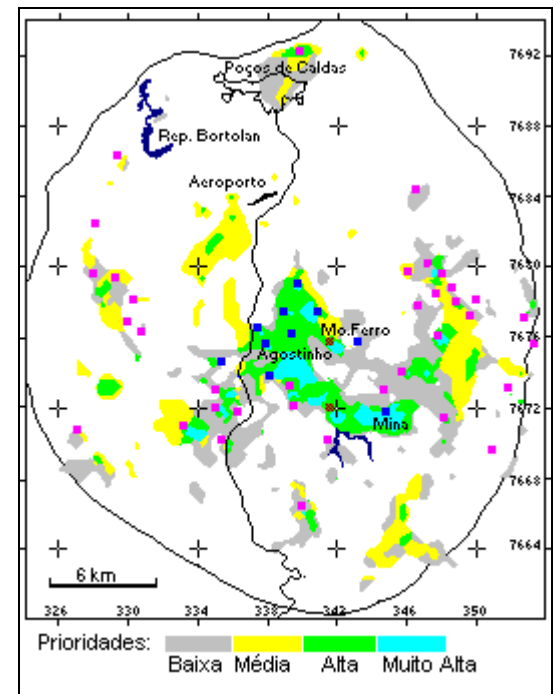 7692
Poços de Caldas
7688
Rep. Bortolan
Aeroporto
7684
7680
Mo.Ferro
7676
Agostinho
7672
Mina
7668
7664
6 km
326 330 334 338 342 346 350
Prioridades:
Baixa Média Alta Muito Alta